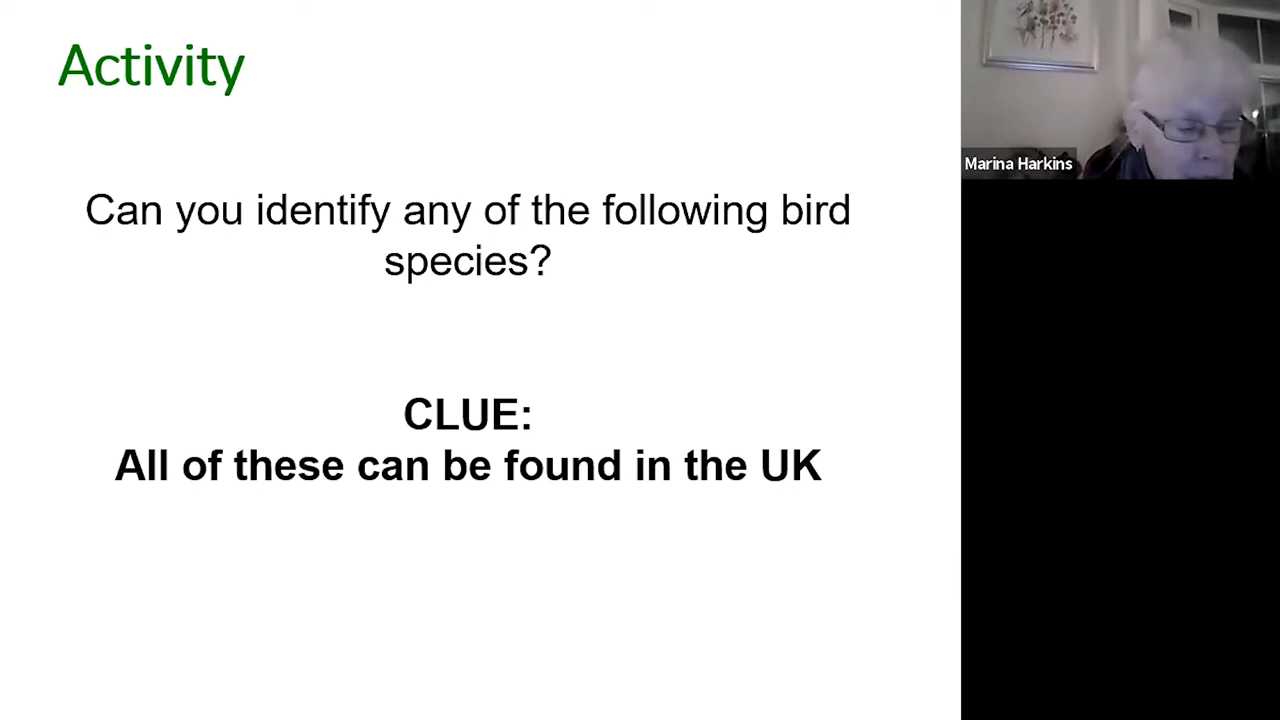 Activity
Can you identify any of the following bird
species?
CLUE:
All of these can be found in the UK
Marina Harkins